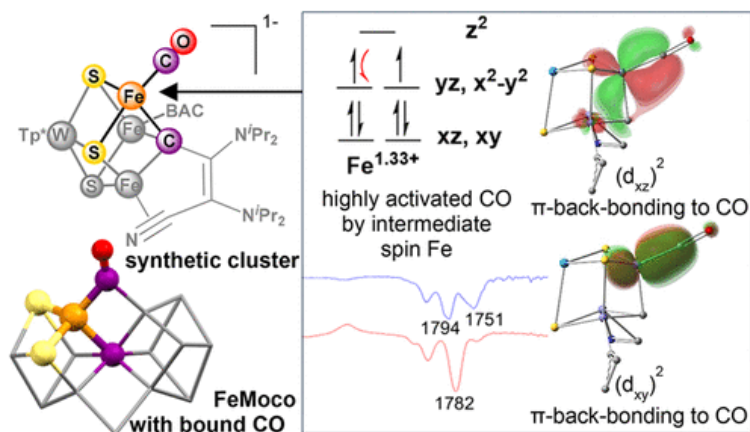 O
C
1-
S
Fe
BAC
Fe
Tp*
W
C
NⁱPr₂
S
S
Fe
N
NⁱPr₂
synthetic cluster
FeMoco
with bound CO
z²
yz, x²-y²
xz, xy
Fe¹·³³⁺
highly activated CO
by intermediate
spin Fe
1794
1751
1782
(dxz)²
π-back-bonding to CO
(dxy)²
π-back-bonding to CO